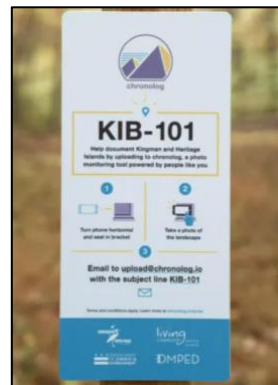 chronolog
KIB-101
Help document Kingman and Heritage
Islands by uploading to chronolog, a photo
monitoring tool powered by people like you
1
2
Turn phone horizontal
and seat in bracket
Take a photo of
the landscape
3
Email to upload@chronolog.io
with the subject line KIB-101
living
DMPED